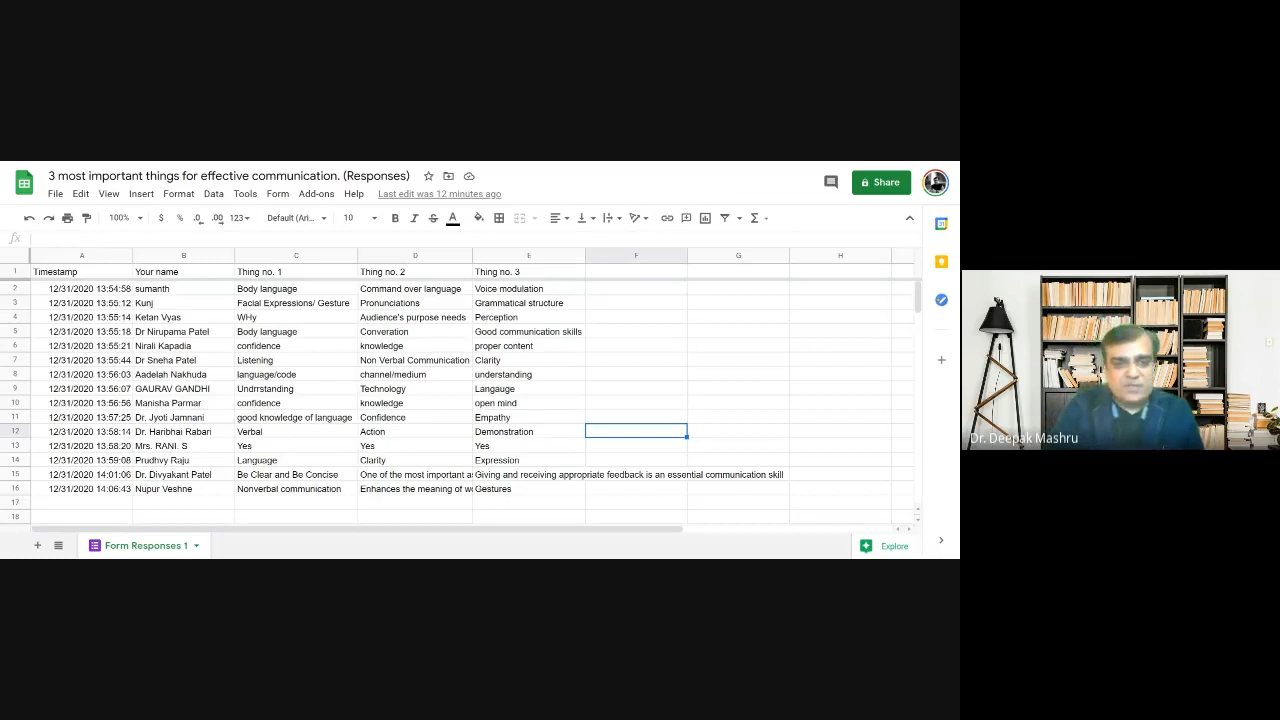 3 most important things for effective communication. (Responses)
File Edit View Insert Format Data Tools Form Add-ons Help Last edit was 12 minutes ago
Share
100% $ % .0 .00 123 Default (Ari... 10 B I S A
fx
A B C D E F G H
1 Timestamp Your name Thing no. 1 Thing no. 2 Thing no. 3
2 12/31/2020 13:54:58 sumanth Body language Command over language Voice modulation
3 12/31/2020 13:55:12 Kunj Facial Expressions/ Gesture Pronunciations Grammatical structure
4 12/31/2020 13:55:14 Ketan Vyas WHy Audience's purpose needs Perception
5 12/31/2020 13:55:18 Dr Nirupama Patel Body language Converation Good communication skills
6 12/31/2020 13:55:21 Nirali Kapadia confidence knowledge proper content
7 12/31/2020 13:55:44 Dr Sneha Patel Listening Non Verbal Communication Clarity
8 12/31/2020 13:56:03 Aadelah Nakhuda language/code channel/medium understanding
9 12/31/2020 13:56:07 GAURAV GANDHI Undrrstanding Technology Langauge
10 12/31/2020 13:56:56 Manisha Parmar confidence knowledge open mind
11 12/31/2020 13:57:25 Dr. Jyoti Jamnani good knowledge of language Confidence Empathy
12 12/31/2020 13:58:14 Dr. Haribhai Rabari Verbal Action Demonstration
13 12/31/2020 13:58:20 Mrs. RANI. S Yes Yes Yes
14 12/31/2020 13:59:08 Prudhvy Raju Language Clarity Expression
15 12/31/2020 14:01:06 Dr. Divyakant Patel Be Clear and Be Concise One of the most important a Giving and receiving appropriate feedback is an essential communication skill
16 12/31/2020 14:06:43 Nupur Veshne Nonverbal communication Enhances the meaning of w Gestures
17
18
Form Responses 1
Explore
Dr. Deepak Mashru